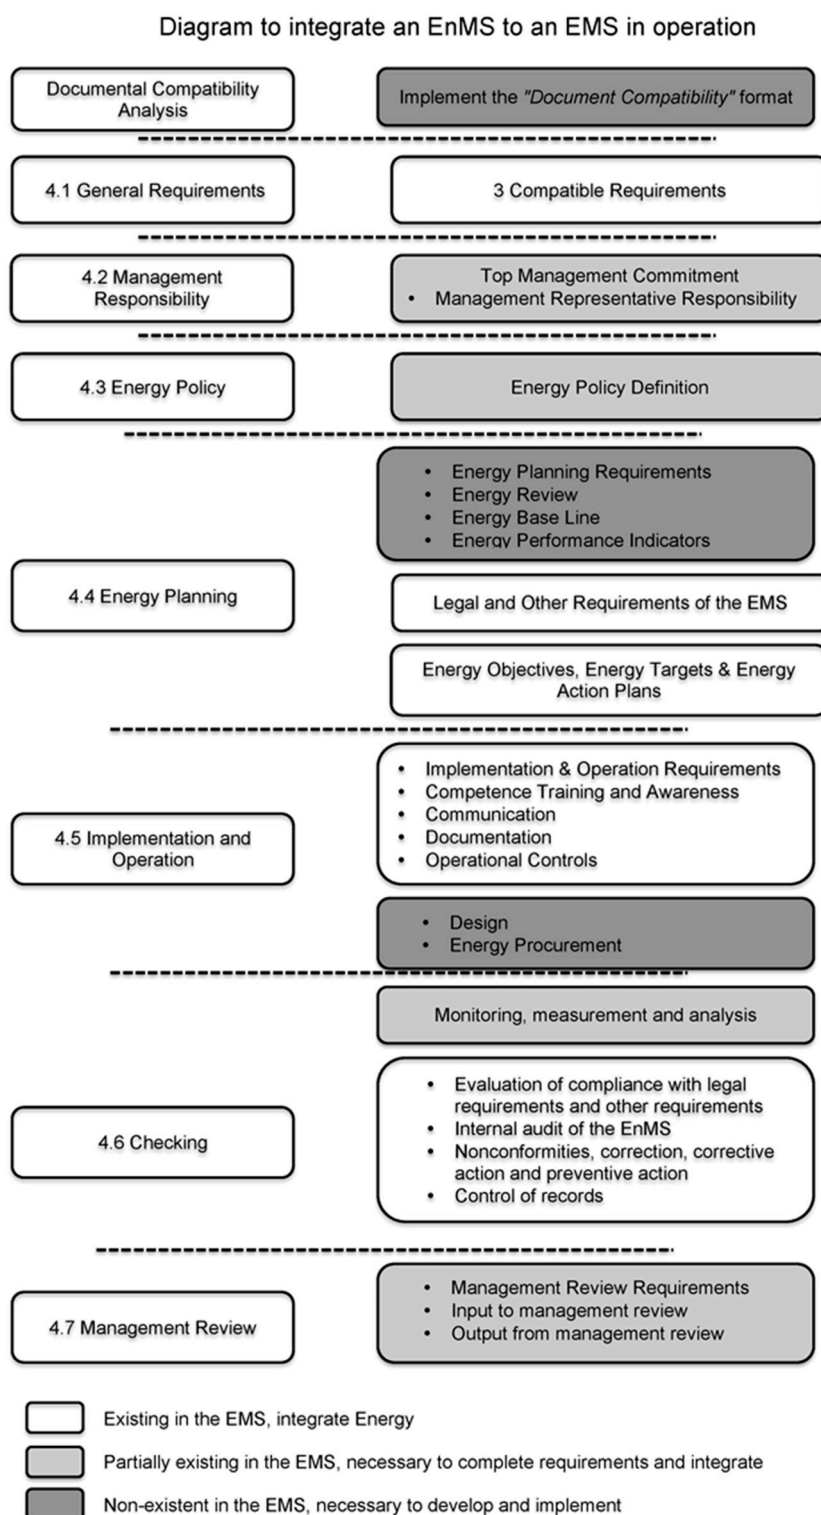 Diagram to integrate an EnMS to an EMS in operation
Documental Compatibility
Analysis
Implement the "Document Compatibility" format
4.1 General Requirements
3 Compatible Requirements
4.2 Management
Responsibility
Top Management Commitment
• Management Representative Responsibility
4.3 Energy Policy
Energy Policy Definition
4.4 Energy Planning
• Energy Planning Requirements
• Energy Review
• Energy Base Line
• Energy Performance Indicators
Legal and Other Requirements of the EMS
Energy Objectives, Energy Targets & Energy
Action Plans
4.5 Implementation and
Operation
• Implementation & Operation Requirements
• Competence Training and Awareness
• Communication
• Documentation
• Operational Controls
• Design
• Energy Procurement
4.6 Checking
Monitoring, measurement and analysis
• Evaluation of compliance with legal
requirements and other requirements
• Internal audit of the EnMS
• Nonconformities, correction, corrective
action and preventive action
• Control of records
4.7 Management Review
• Management Review Requirements
• Input to management review
• Output from management review
Existing in the EMS, integrate Energy
Partially existing in the EMS, necessary to complete requirements and integrate
Non-existent in the EMS, necessary to develop and implement